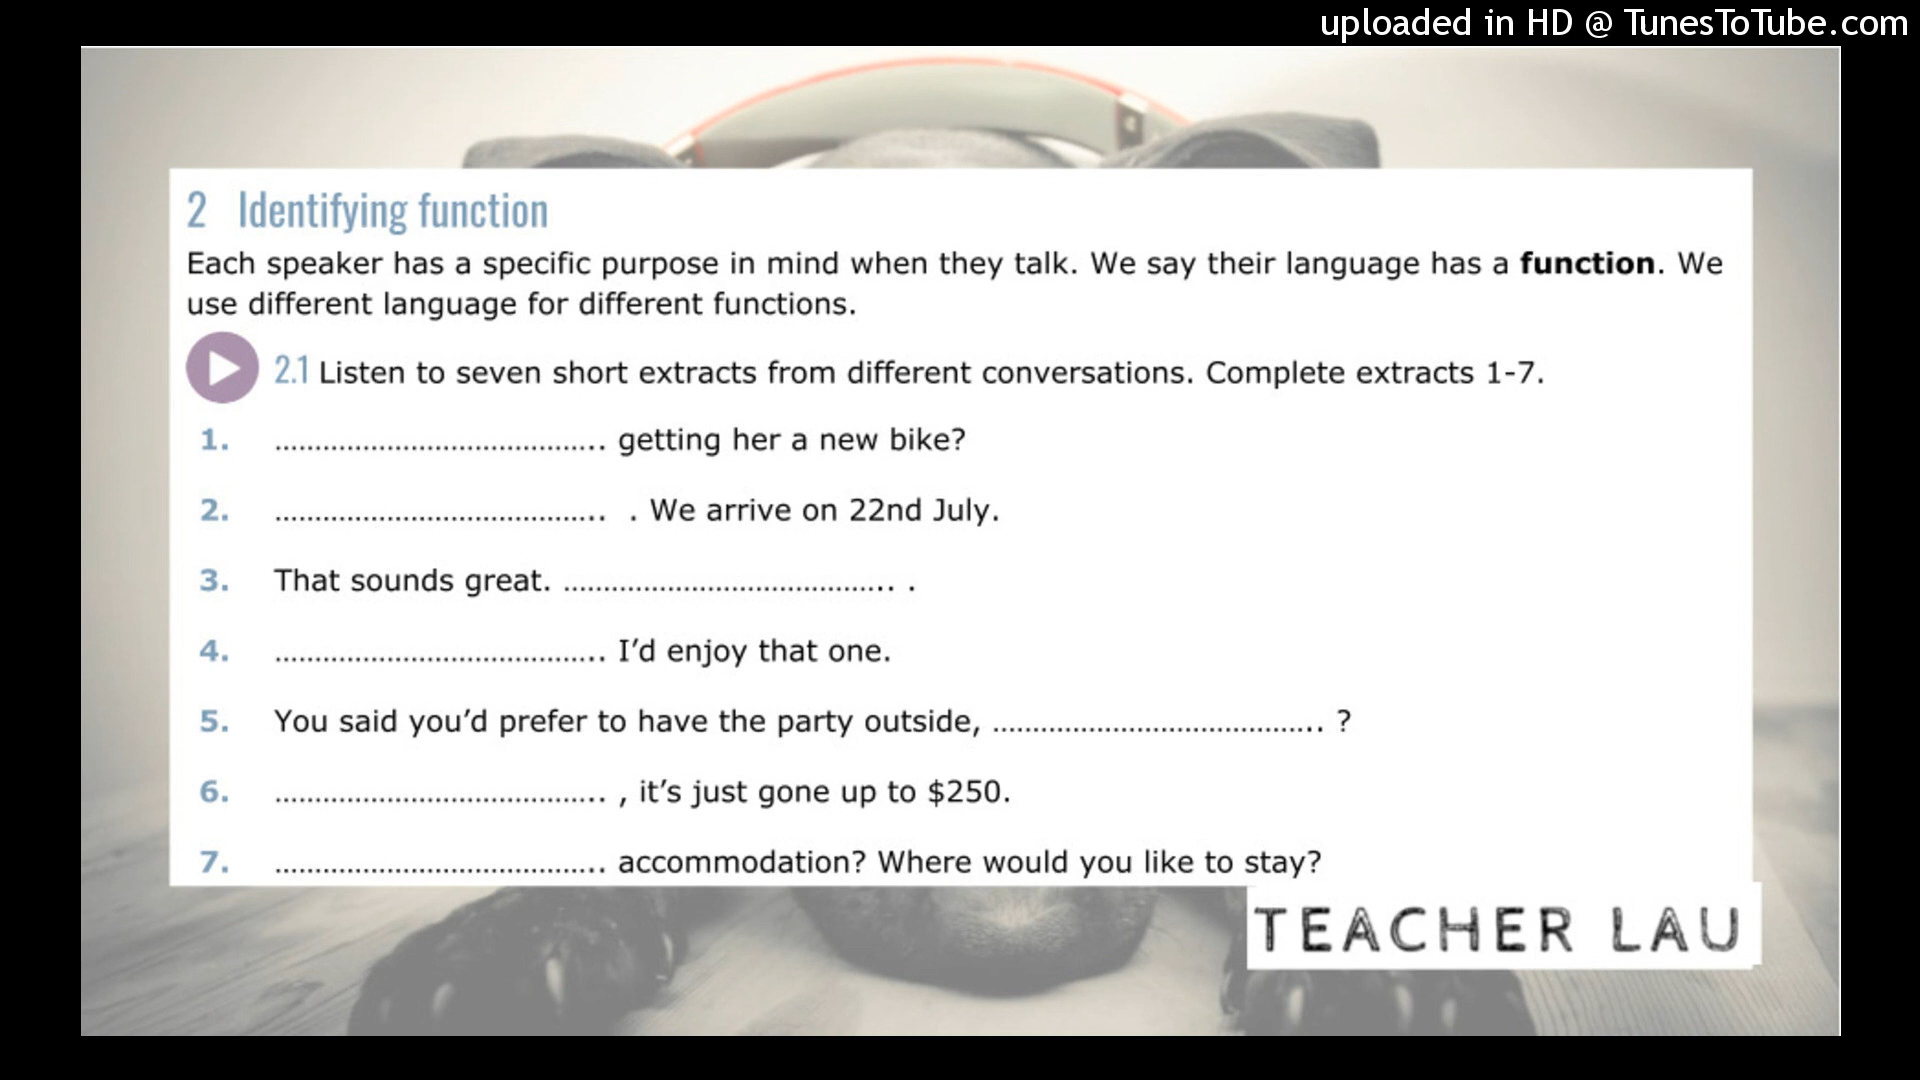 uploaded in HD @ TunesToTube.com
2 Identifying function
Each speaker has a specific purpose in mind when they talk. We say their language has a function. We
use different language for different functions.
2.1 Listen to seven short extracts from different conversations. Complete extracts 1-7.
1. ........................................ getting her a new bike?
2. ........................................ . We arrive on 22nd July.
3. That sounds great. ........................................ .
4. ........................................ I’d enjoy that one.
5. You said you’d prefer to have the party outside, ........................................ ?
6. ........................................ , it’s just gone up to $250.
7. ........................................ accommodation? Where would you like to stay?
TEACHER LAU